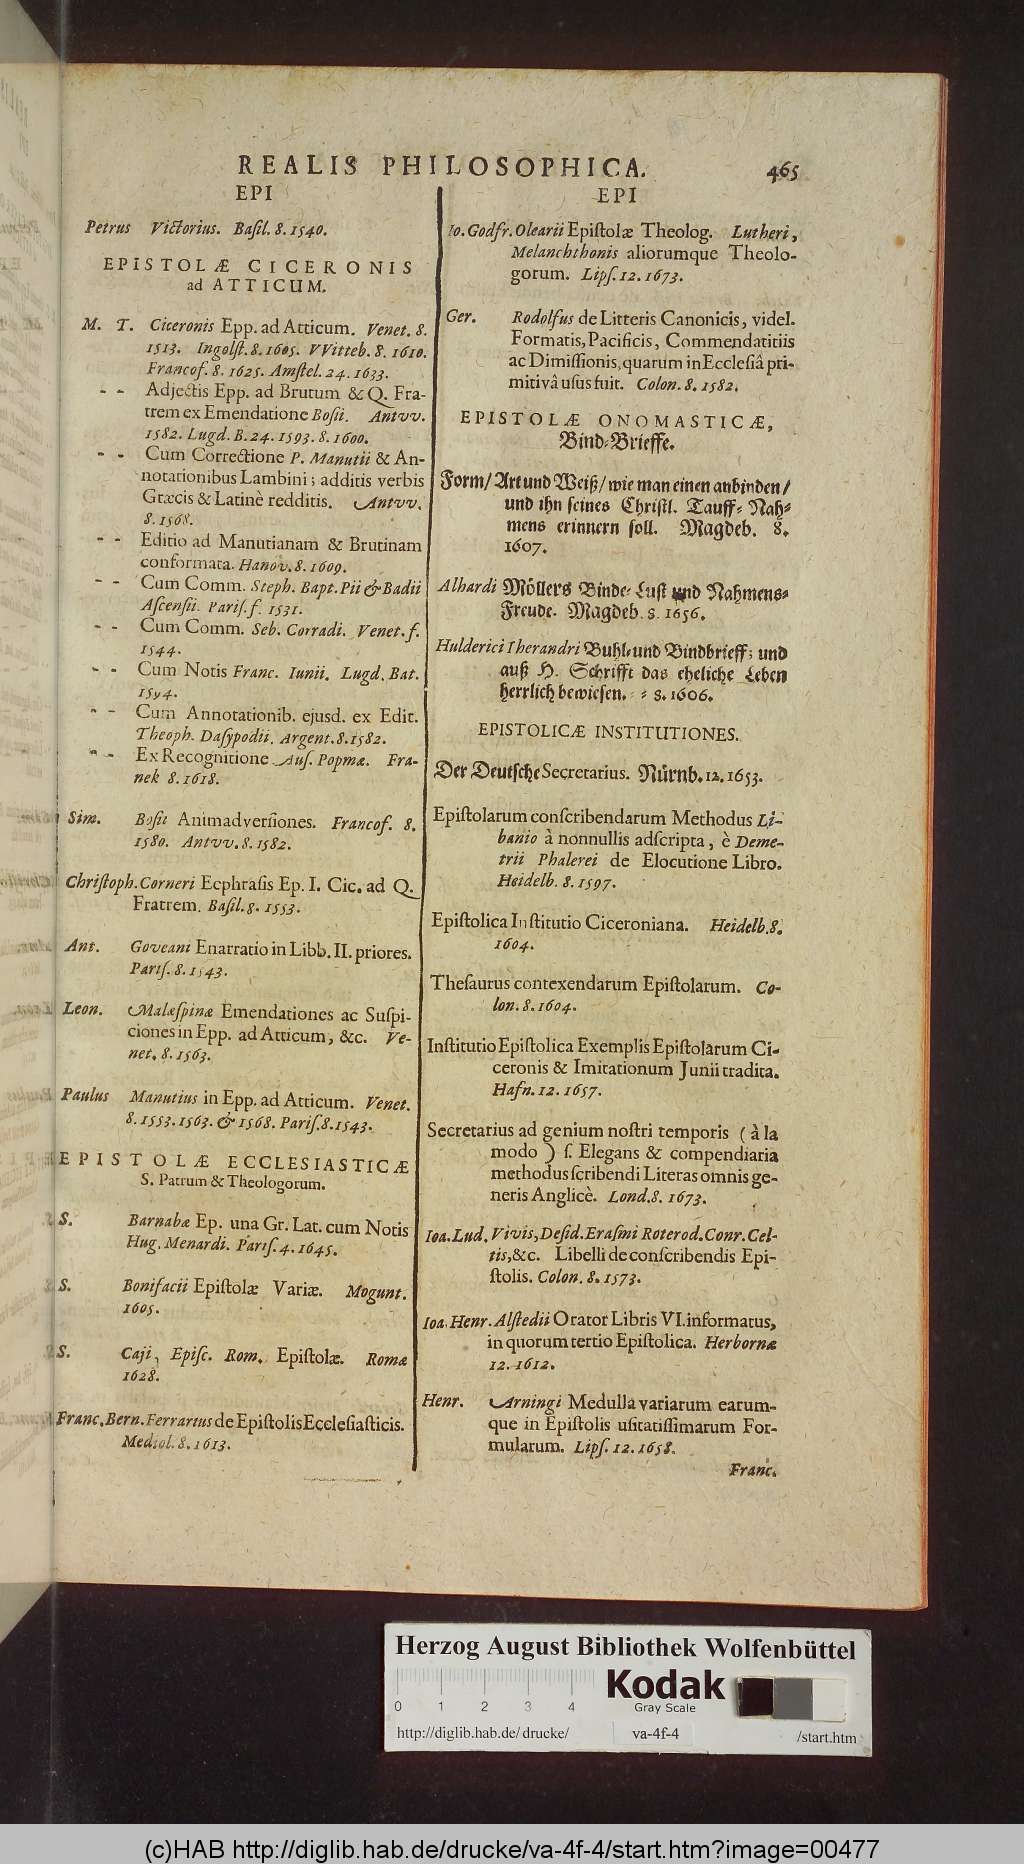 REALIS PHILOSOPHICA. 465
EPI
Petrus Victorius. Basil. 8. 1540.
EPISTOLÆ CICERONIS
ad ATTICUM.
M. T. Ciceronis Epp. ad Atticum. Venet. 8.
1513. Ingolst. 8. 1605. VVitteb. 8. 1610.
Francof. 8. 1625. Amstel. 24. 1633.
- - Adjectis Epp. ad Brutum & Q. Fra-
trem ex Emendatione Bosii. Antvv.
1582. Lugd. B. 24. 1593. 8. 1600.
- - Cum Correctione P. Manutii & An-
notationibus Lambini; additis verbis
Græcis & Latinè redditis. Antvv.
8. 1568.
- - Editio ad Manutianam & Brutinam
conformata. Hanov. 8. 1609.
- - Cum Comm. Steph. Bapt. Pii & Badii
Ascensii. Paris. f. 1531.
- - Cum Comm. Seb. Corradi. Venet. f.
1544.
- - Cum Notis Franc. Iunii. Lugd. Bat.
1594.
- - Cum Annotationib. ejusd. ex Edit.
Theoph. Dasypodii. Argent. 8. 1582.
- - Ex Recognitione Aus. Popmæ. Fra-
nek 8. 1618.
Sim. Bosii Animadversiones. Francof. 8.
1580. Antvv. 8. 1582.
Christoph. Corneri Ecphrasis Ep. I. Cic. ad Q.
Fratrem. Basil. 8. 1553.
Ant. Goveani Enarratio in Libb. II. priores.
Paris. 8. 1543.
Leon. Malæspinæ Emendationes ac Suspi-
ciones in Epp. ad Atticum, &c. Ve-
net. 8. 1563.
Paulus Manutius in Epp. ad Atticum. Venet.
8. 1553. 1563. & 1568. Paris. 8. 1543.
EPISTOLÆ ECCLESIASTICÆ
S. Patrum & Theologorum.
S. Barnabæ Ep. una Gr. Lat. cum Notis
Hug. Menardi. Paris. 4. 1645.
S. Bonifacii Epistolæ Variæ. Mogunt.
1605.
S. Caji, Episc. Rom. Epistolæ. Romæ
1628.
Franc. Bern. Ferrarius de Epistolis Ecclesiasticis.
Mediol. 8. 1613.
EPI
Io. Godfr. Olearii Epistolæ Theolog. Lutheri,
Melanchthonis aliorumque Theolo-
gorum. Lips. 12. 1673.
Ger. Rodolfus de Litteris Canonicis, videl.
Formatis, Pacificis, Commendatitiis
ac Dimissionis, quarum in Ecclesiâ pri-
mitivâ usus fuit. Colon. 8. 1582.
EPISTOLÆ ONOMASTICÆ,
Bind-Brieffe.
Form/ Art und Weiß/ wie man einen anbinden/
und ihn seines Christl. Tauff-Nah-
mens erinnern soll. Magdeb. 8.
1607.
Alhardi Möllers Binde-Lust und Nahmens-
Freude. Magdeb. 8. 1656.
Hulderici Therandri Buhl-und Bindbrieff; und
auß H. Schrifft das eheliche Leben
herrlich bewiesen. - - 8. 1606.
EPISTOLICÆ INSTITUTIONES.
Der Deutsche Secretarius. Nürnb. 12. 1653.
Epistolarum conscribendarum Methodus Li-
banio à nonnullis adscripta, è Deme-
trii Phalerei de Elocutione Libro.
Heidelb. 8. 1597.
Epistolica Institutio Ciceroniana. Heidelb. 8.
1604.
Thesaurus contexendarum Epistolarum. Co-
lon. 8. 1604.
Institutio Epistolica Exemplis Epistolarum Ci-
ceronis & Imitationum Junii tradita.
Hafn. 12. 1657.
Secretarius ad genium nostri temporis (à la
modo) s. Elegans & compendiaria
methodus scribendi Literas omnis ge-
neris Anglicè. Lond. 8. 1673.
Ioa. Lud. Vivis, Desid. Erasmi Roterod. Conr. Cel-
tis, &c. Libelli de conscribendis Epi-
stolis. Colon. 8. 1573.
Ioa. Henr. Alstedii Orator Libris VI. informatus,
in quorum tertio Epistolica. Herbornæ
12. 1612.
Henr. Arningi Medulla variarum earum-
que in Epistolis usitatissimarum For-
mularum. Lips. 12. 1658.
Franc.
Herzog August Bibliothek Wolfenbüttel
0 1 2 3 4
Kodak
Gray Scale
http://diglib.hab.de/drucke/ va-4f-4 /start.htm
(c)HAB http://diglib.hab.de/drucke/va-4f-4/start.htm?image=00477